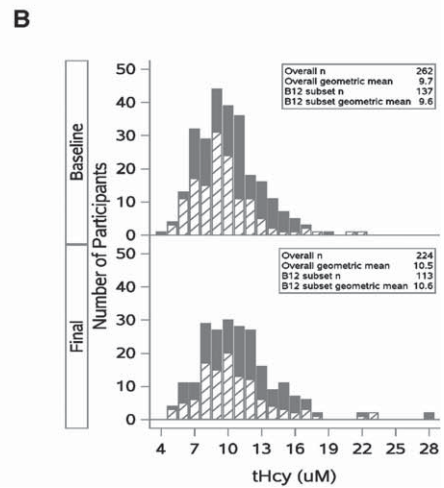 B
Baseline
Number of Participants
50
40
30
20
10
0
Overall n 262
Overall geometric mean 9.7
B12 subset n 137
B12 subset geometric mean 9.6
Final
50
40
30
20
10
0
Overall n 224
Overall geometric mean 10.5
B12 subset n 113
B12 subset geometric mean 10.6
4 7 10 13 16 19 22 25 28
tHcy (uM)